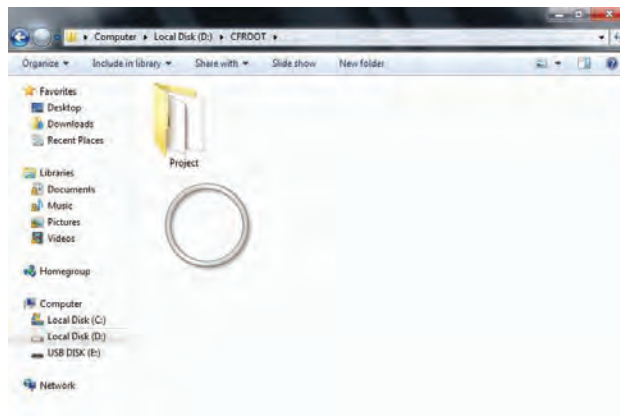 Computer ▸ Local Disk (D:) ▸ CFROOT ▸
Organize Include in library Share with Slide show New folder
Favorites
Desktop
Downloads
Recent Places
Project
Libraries
Documents
Music
Pictures
Videos
Homegroup
Computer
Local Disk (C:)
Local Disk (D:)
USB DISK (E:)
Network